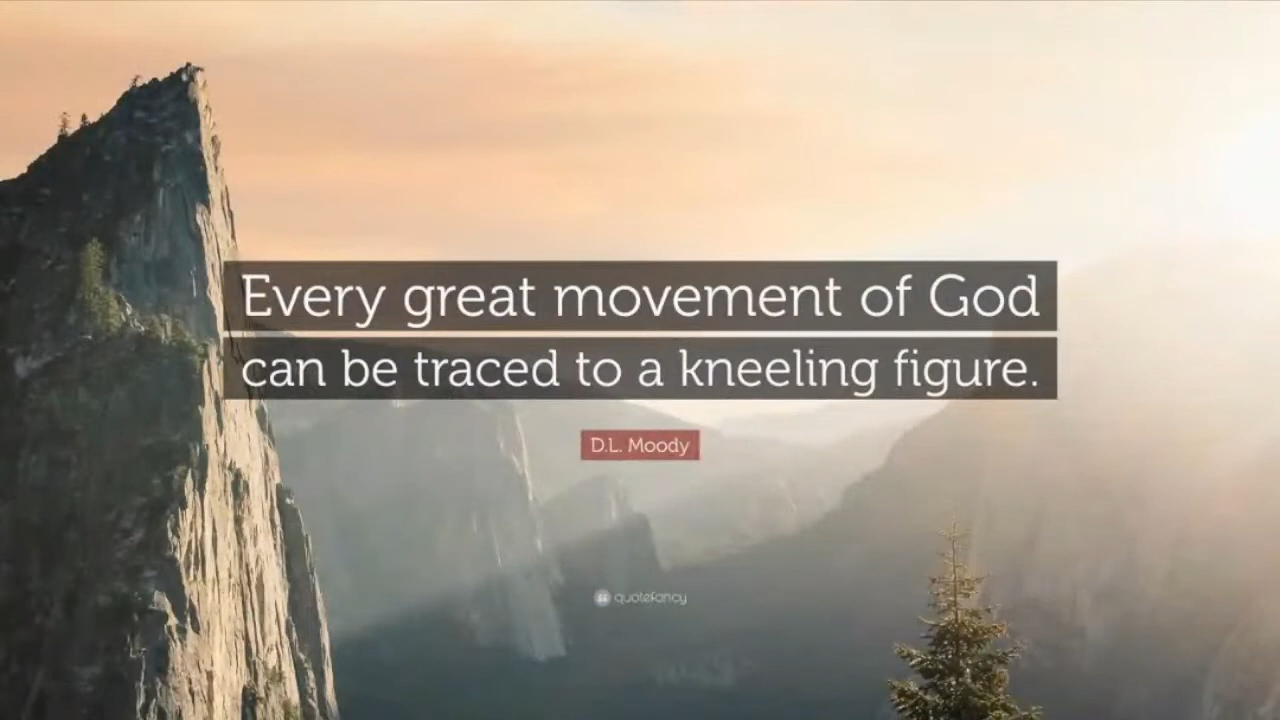 Every great movement of God
can be traced to a kneeling figure.
D.L. Moody
quotefancy